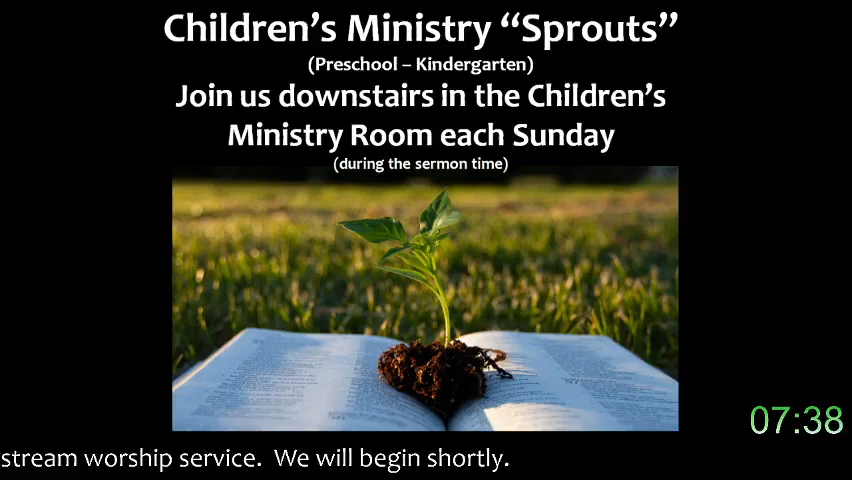 Children’s Ministry “Sprouts”
(Preschool – Kindergarten)
Join us downstairs in the Children’s
Ministry Room each Sunday
(during the sermon time)
07:38
stream worship service.  We will begin shortly.